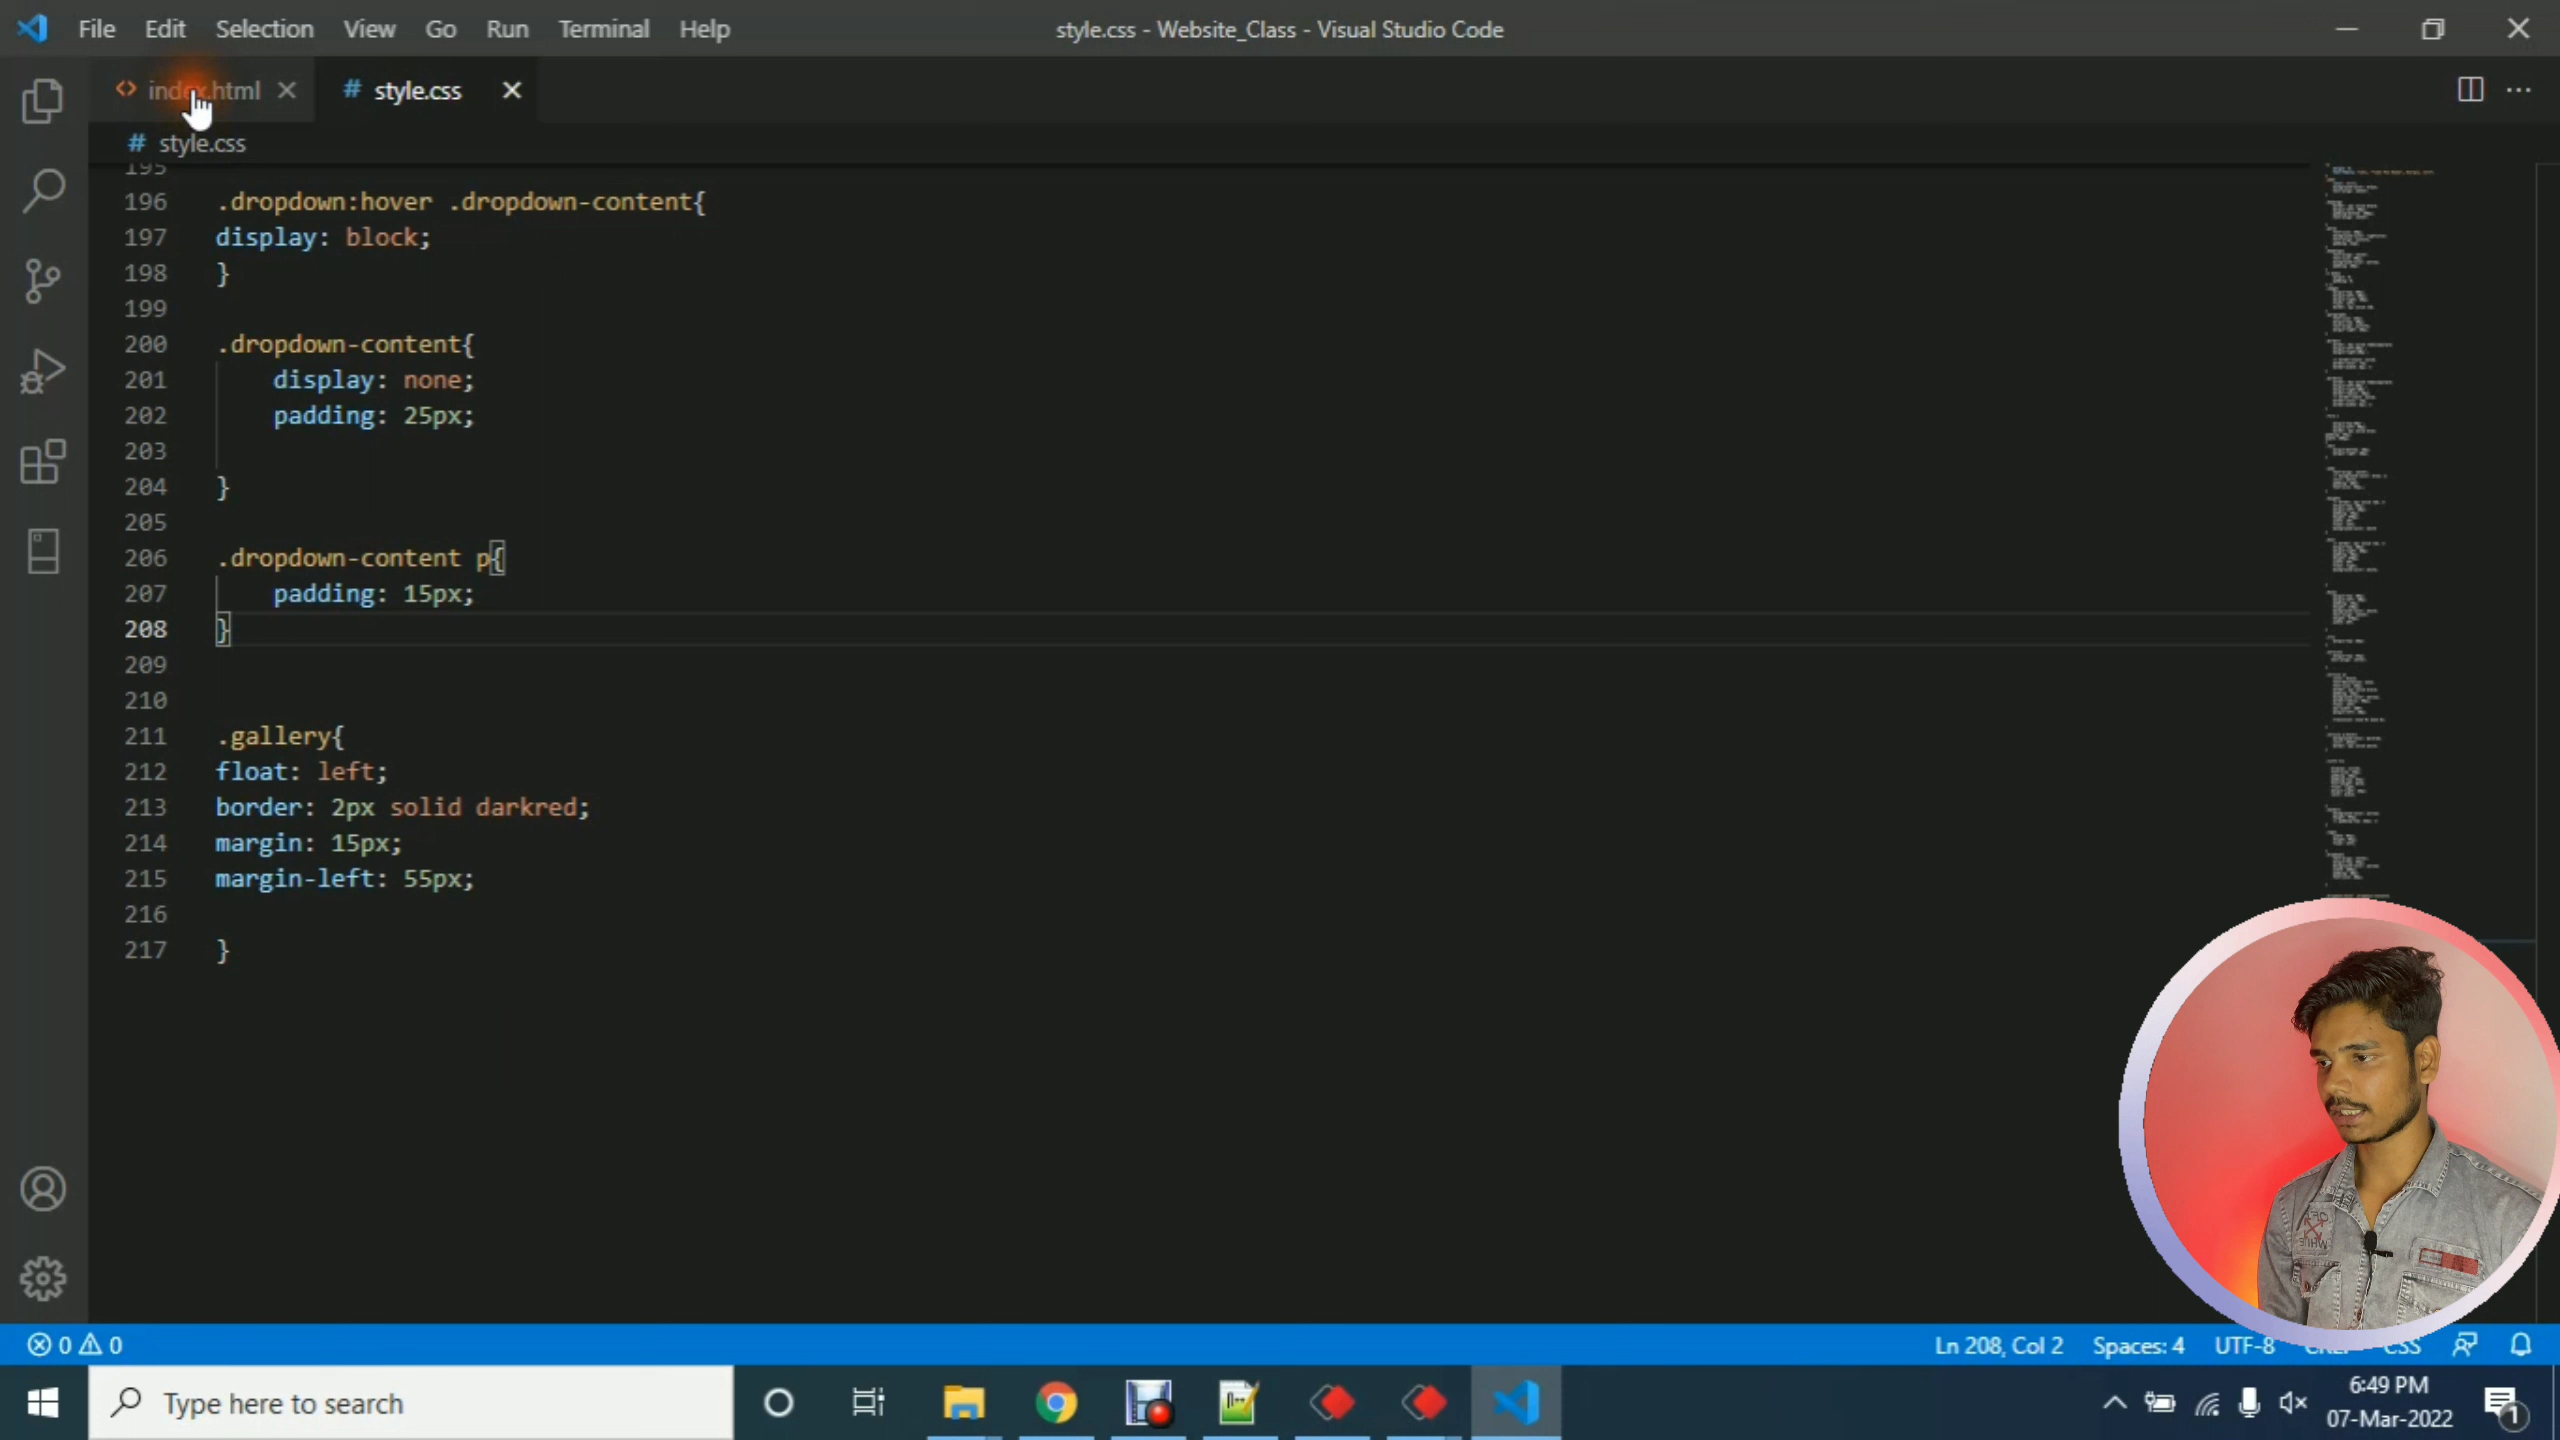 File Edit Selection View Go Run Terminal Help
style.css - Website_Class - Visual Studio Code
index.html
# style.css
# style.css
195
196 .dropdown:hover .dropdown-content{
197 display: block;
198 }
199
200 .dropdown-content{
201 display: none;
202 padding: 25px;
203
204 }
205
206 .dropdown-content p{
207 padding: 15px;
208 }
209
210
211 .gallery{
212 float: left;
213 border: 2px solid darkred;
214 margin: 15px;
215 margin-left: 55px;
216
217 }
0 0
Ln 208, Col 2 Spaces: 4 UTF-8 CRLF CSS
Type here to search
6:49 PM
07-Mar-2022
1